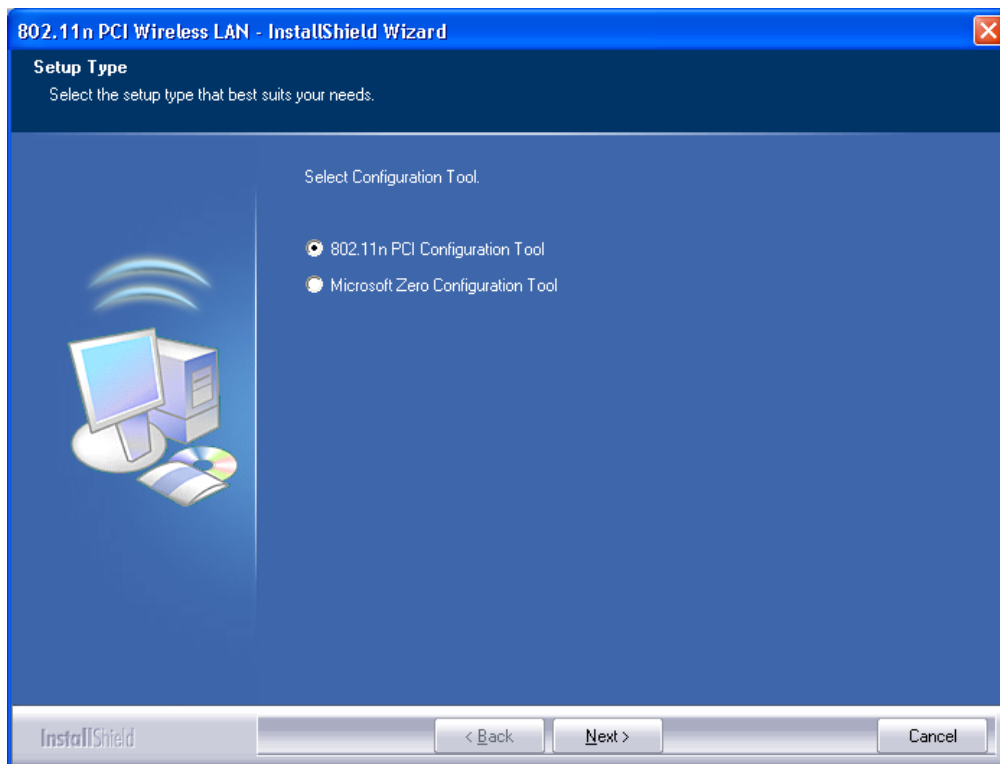 802.11n PCI Wireless LAN - InstallShield Wizard
Setup Type
Select the setup type that best suits your needs.
Select Configuration Tool.
802.11n PCI Configuration Tool
Microsoft Zero Configuration Tool
InstallShield
< Back
Next >
Cancel